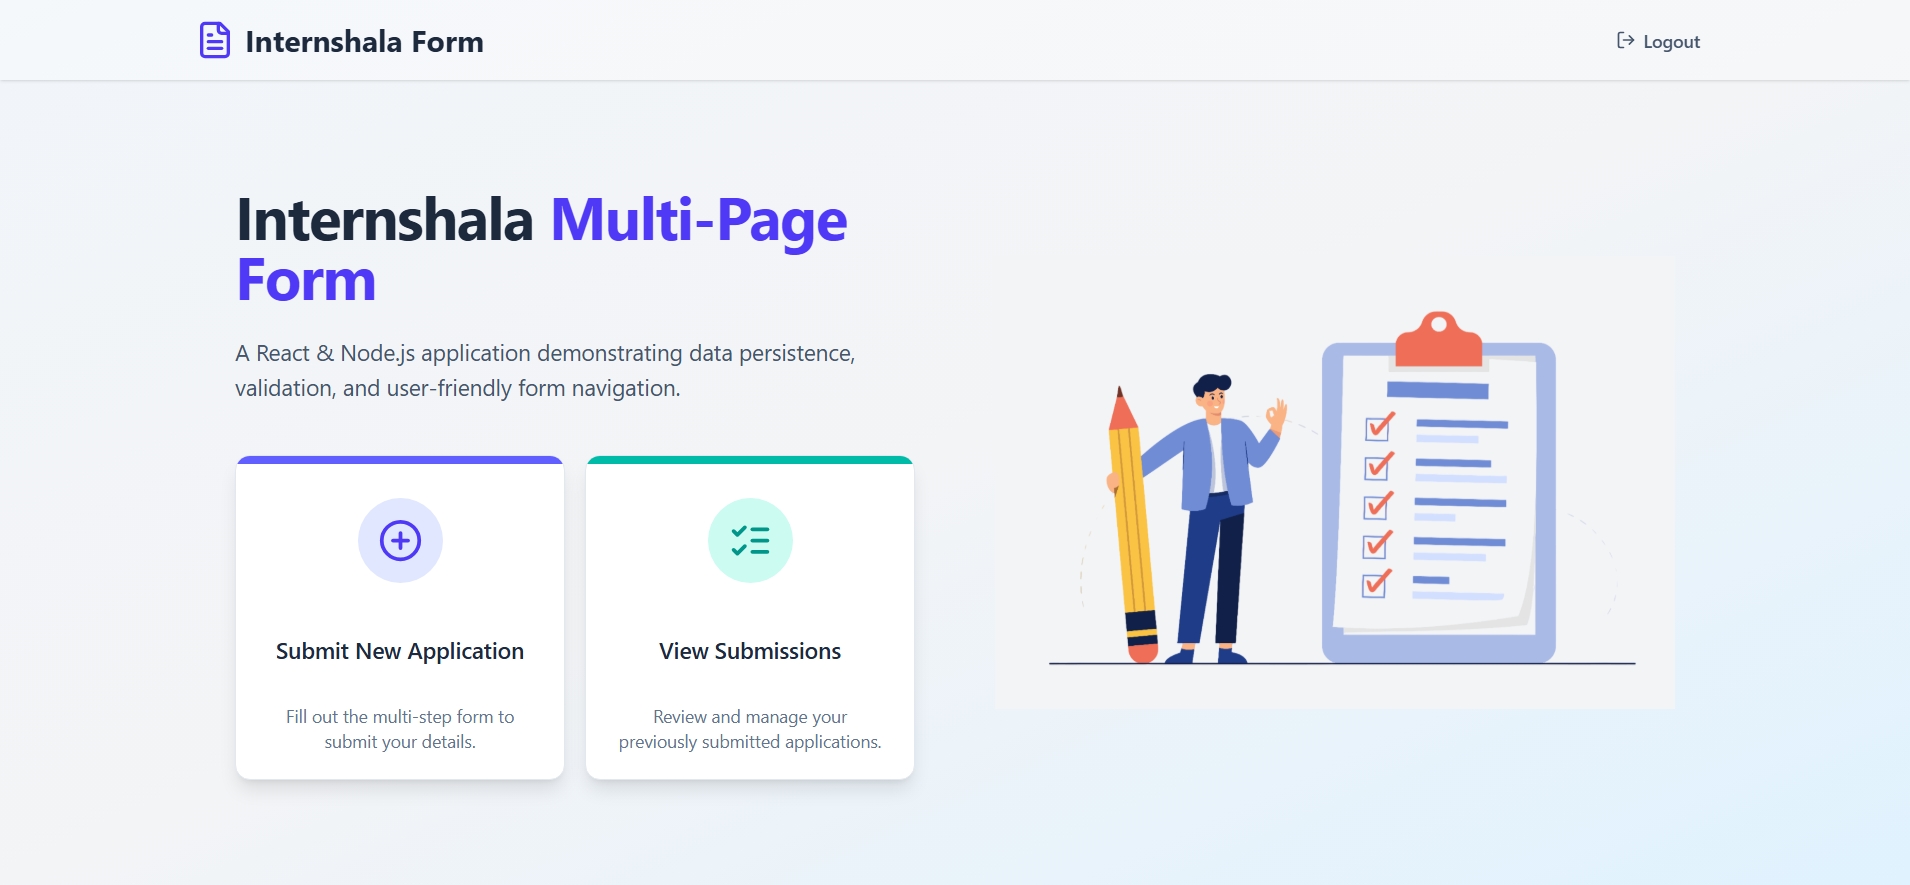 Internshala Form
Logout
Internshala Multi-Page
Form
A React & Node.js application demonstrating data persistence,
validation, and user-friendly form navigation.
Submit New Application
Fill out the multi-step form to
submit your details.
View Submissions
Review and manage your
previously submitted applications.